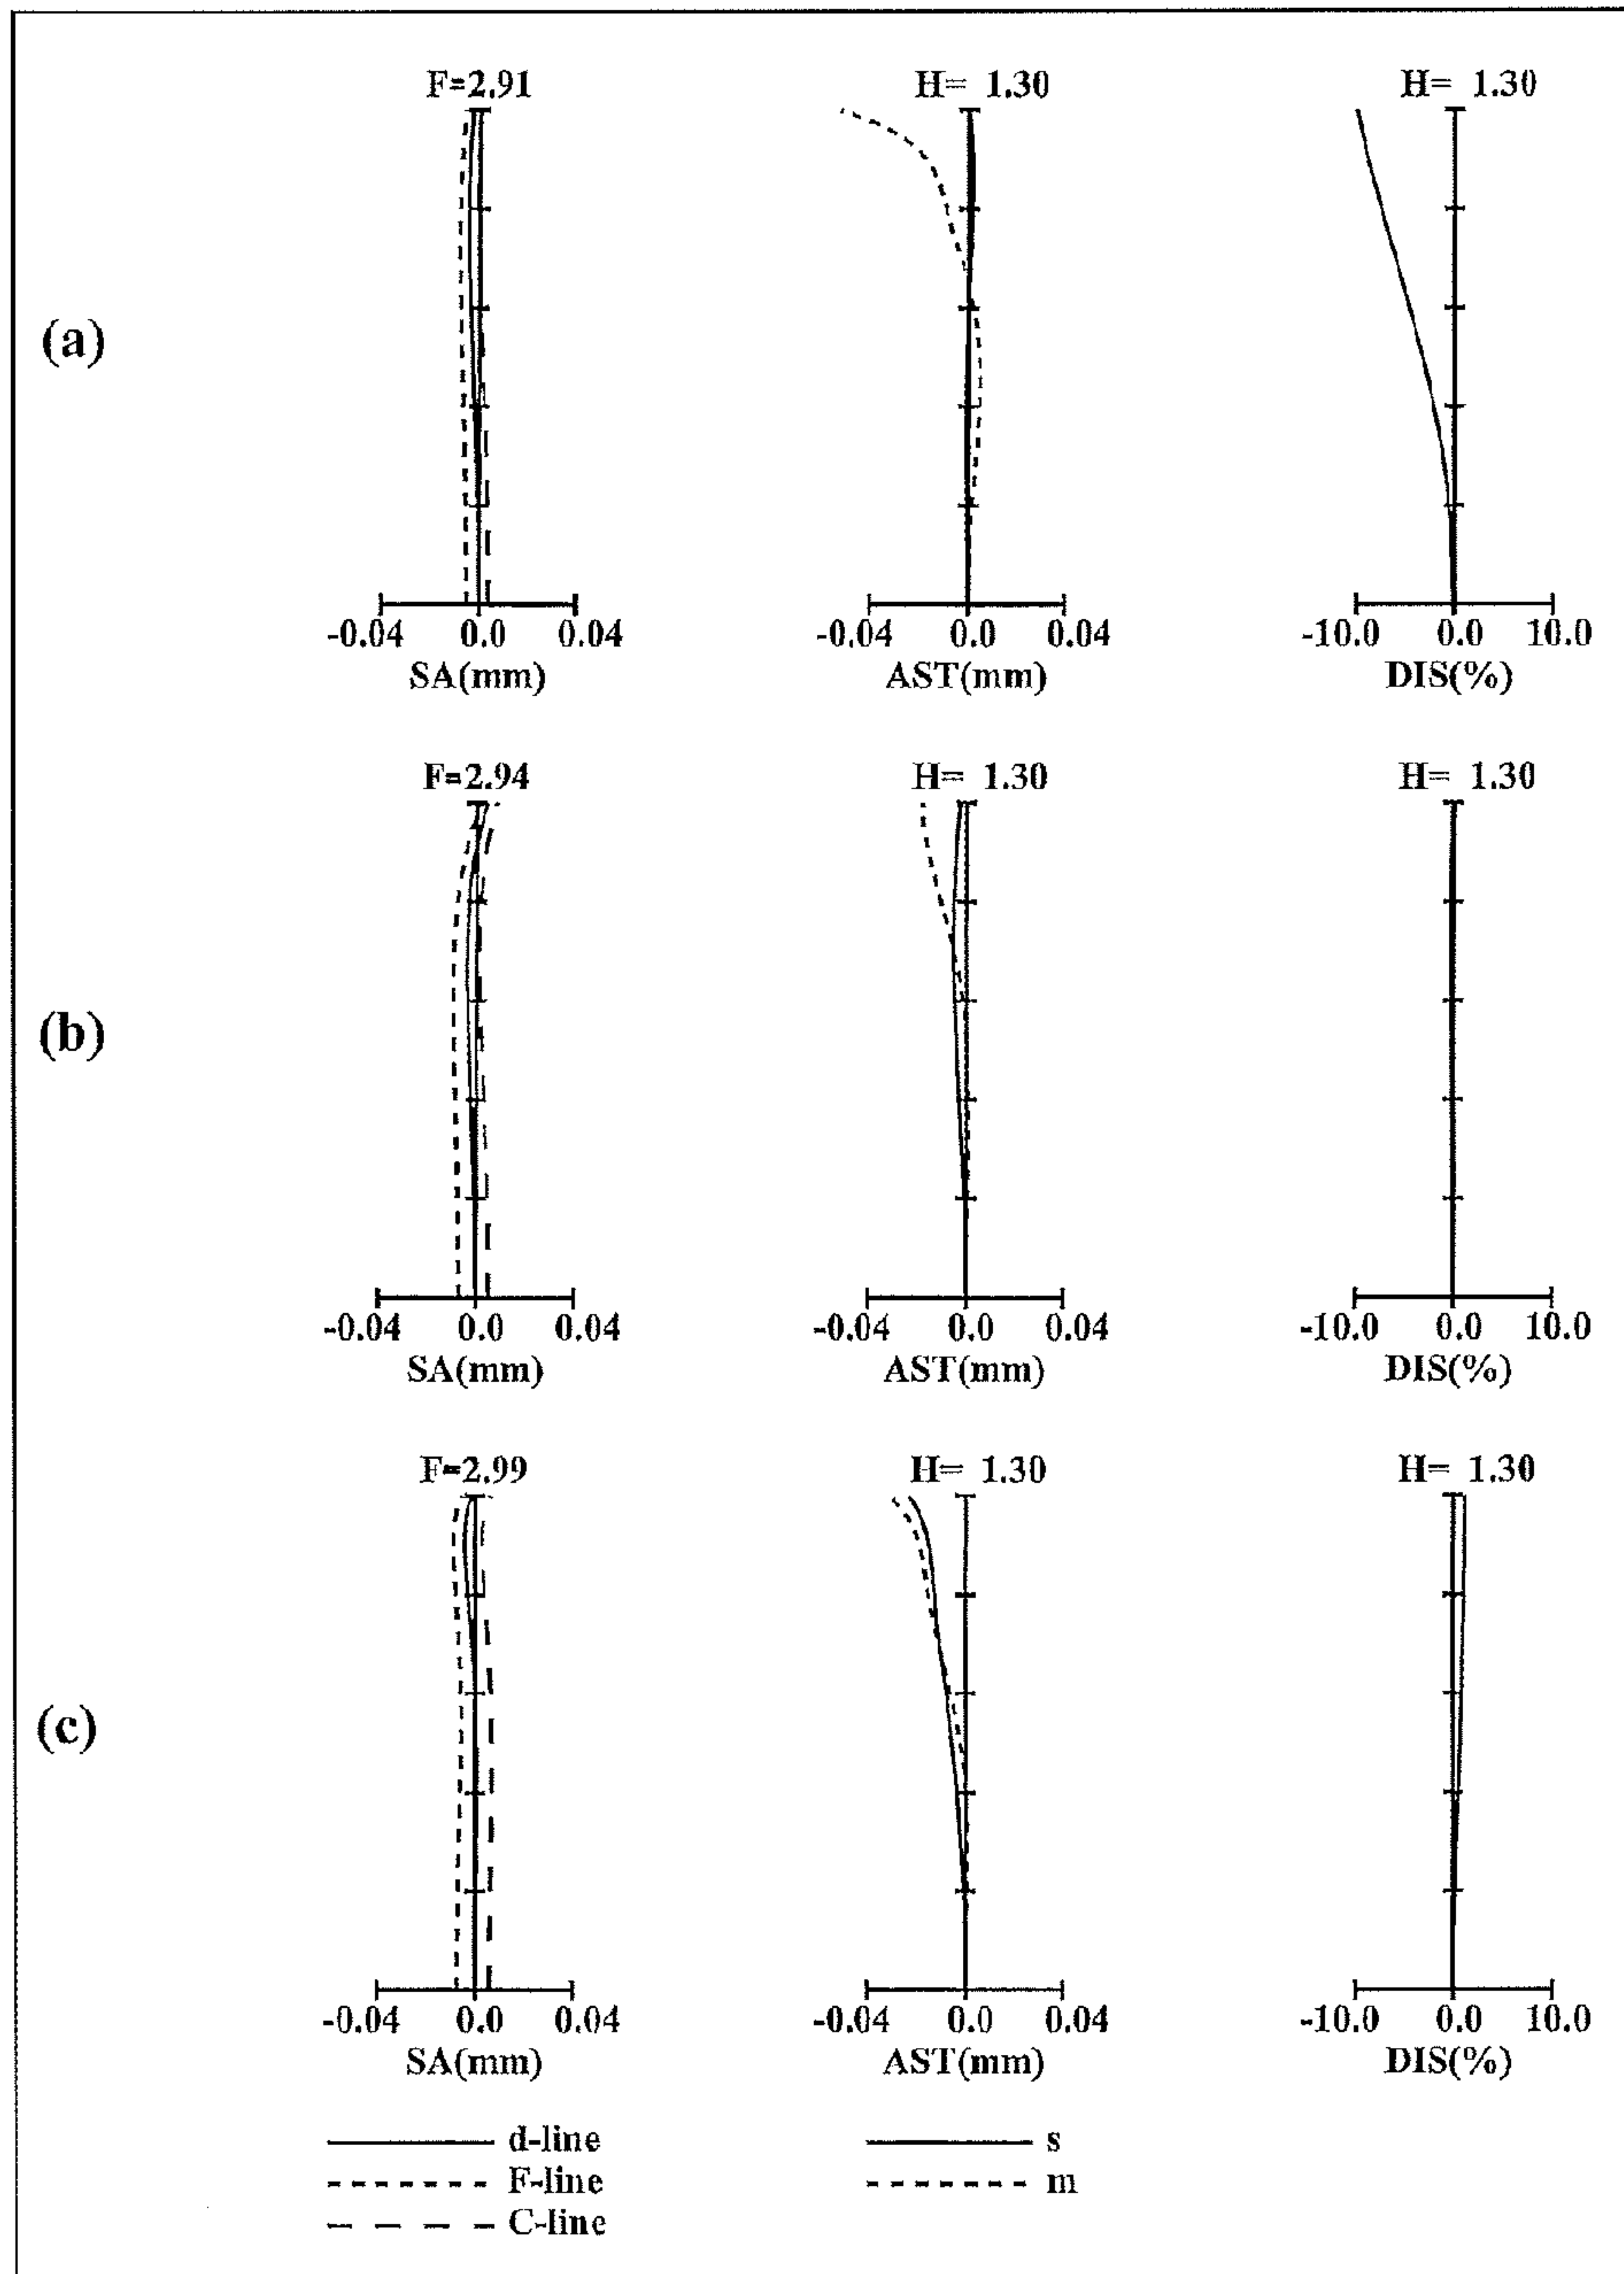 F=2.91 H= 1.30 H= 1.30
(a)
-0.04 0.0 0.04 -0.04 0.0 0.04 -10.0 0.0 10.0
SA(mm) AST(mm) DIS(%)
F=2.94 H= 1.30 H= 1.30
(b)
-0.04 0.0 0.04 -0.04 0.0 0.04 -10.0 0.0 10.0
SA(mm) AST(mm) DIS(%)
F=2.99 H= 1.30 H= 1.30
(c)
-0.04 0.0 0.04 -0.04 0.0 0.04 -10.0 0.0 10.0
SA(mm) AST(mm) DIS(%)
d-line s
F-line m
C-line